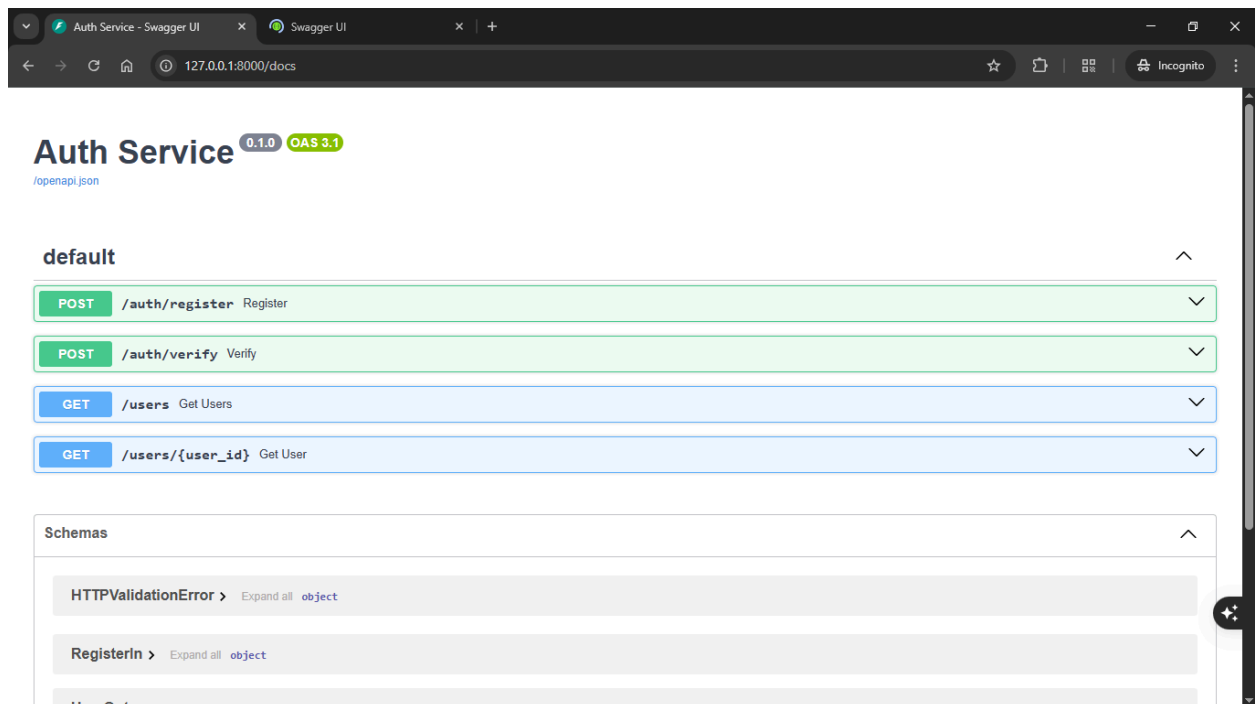 Auth Service - Swagger UI
Swagger UI
127.0.0.1:8000/docs
Incognito
Auth Service 0.1.0 OAS 3.1
/openapi.json
default
POST /auth/register Register
POST /auth/verify Verify
GET /users Get Users
GET /users/{user_id} Get User
Schemas
HTTPValidationError Expand all object
RegisterIn Expand all object